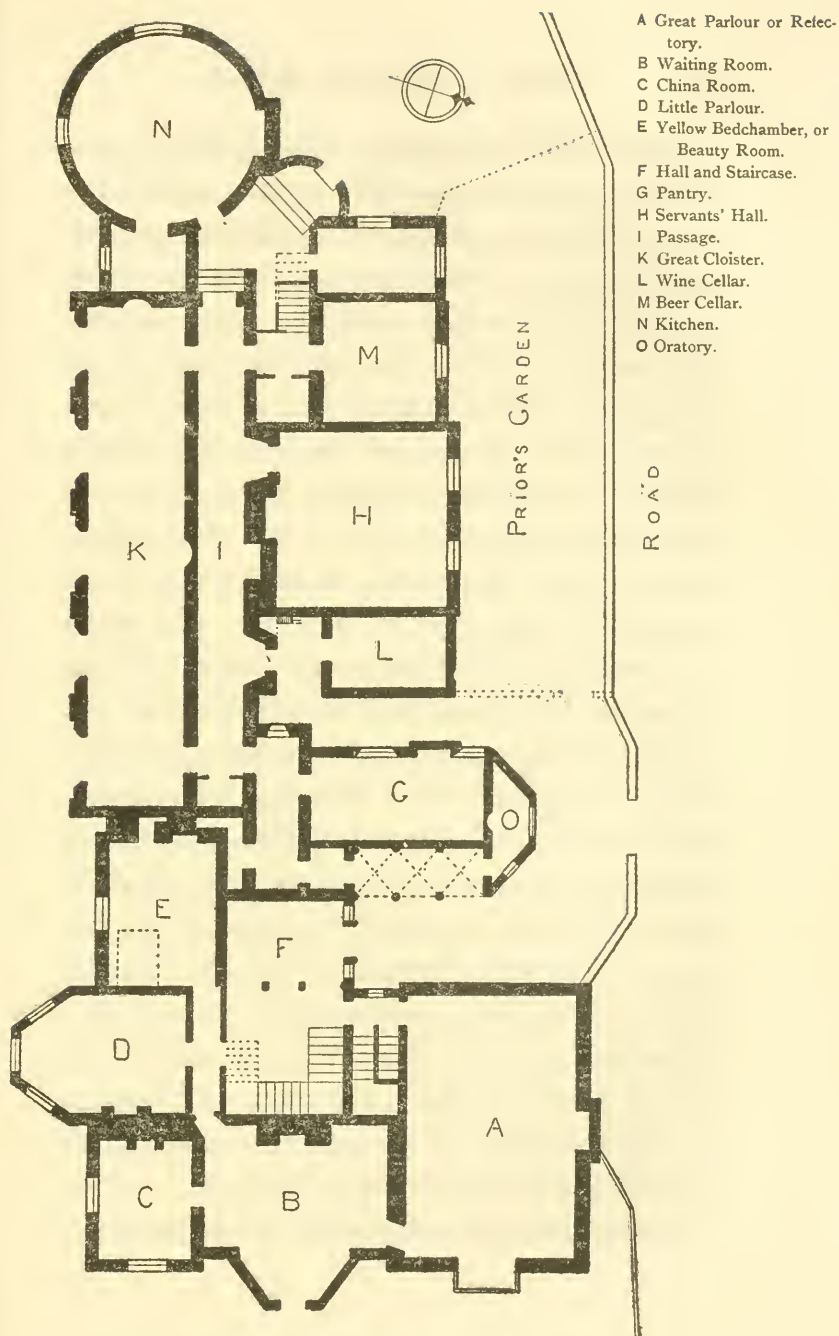 A Great Parlour or Refec-
tory.
B Waiting Room.
C China Room.
D Little Parlour.
E Yellow Bedchamber, or
Beauty Room.
F Hall and Staircase.
G Pantry.
H Servants' Hall.
I Passage.
K Great Cloister.
L Wine Cellar.
M Beer Cellar.
N Kitchen.
O Oratory.
N
M
PRIOR'S GARDEN
ROAD
H
K
I
L
G
O
E
F
D
A
C
B